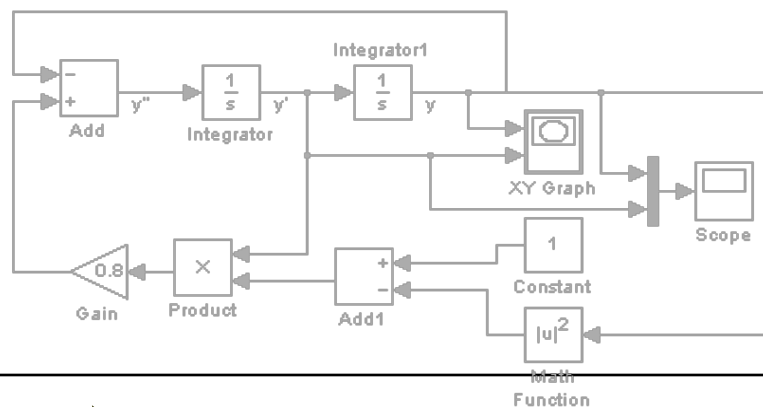 Integrator1
−
+
Add
y''
1
s
Integrator
y'
1
s
y
XY Graph
Scope
0.8
Gain
×
Product
+
−
Add1
1
Constant
|u|²
Math
Function